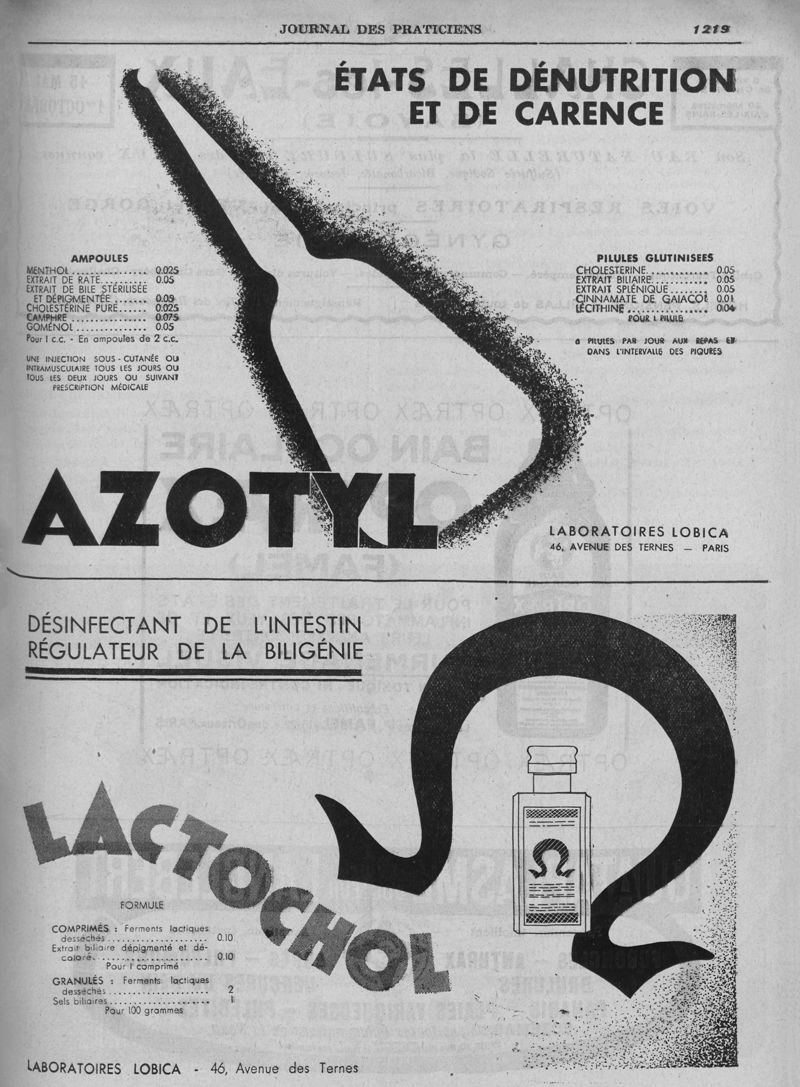 JOURNAL DES PRATICIENS 1219
ÉTATS DE DÉNUTRITION
ET DE CARENCE
AMPOULES
MENTHOL............... 0.025
EXTRAIT DE RATE......... 0.05
EXTRAIT DE BILE STÉRILISÉE
ET DÉPIGMENTÉE........
CHOLESTÉRINE PURE...... 0.025
CAMPHRE............... 0.075
GOMÉNOL.............. 0.05
Pour 1 c.c. - En ampoules de 2 c.c.
UNE INJECTION SOUS-CUTANÉE OU
INTRAMUSCULAIRE TOUS LES JOURS OU
TOUS LES DEUX JOURS OU SUIVANT
PRESCRIPTION MÉDICALE
PILULES GLUTINISEES
CHOLESTERINE............ 0.05
EXTRAIT BILIAIRE........... 0.05
EXTRAIT SPLÉNIQUE........ 0.05
CINNAMATE DE GAIACOL 0.01
LÉCITHINE................ 0.04
POUR 1 PILULE
6 PILULES PAR JOUR AUX REPAS ET
DANS L'INTERVALLE DES PIQURES
AZOTYL
LABORATOIRES LOBICA
46, AVENUE DES TERNES — PARIS
DÉSINFECTANT DE L'INTESTIN
RÉGULATEUR DE LA BILIGÉNIE
LACTOCHOL
FORMULE
COMPRIMÉS : Ferments lactiques
desséchés.................... 0.10
Extrait biliaire dépigmenté et dé-
caloré....................... 0.10
Pour 1 comprimé
GRANULÉS : Ferments lactiques
desséchés.................... 2
Sels biliaires..................... 1
Pour 100 grammes
LABORATOIRES LOBICA - 46, Avenue des Ternes